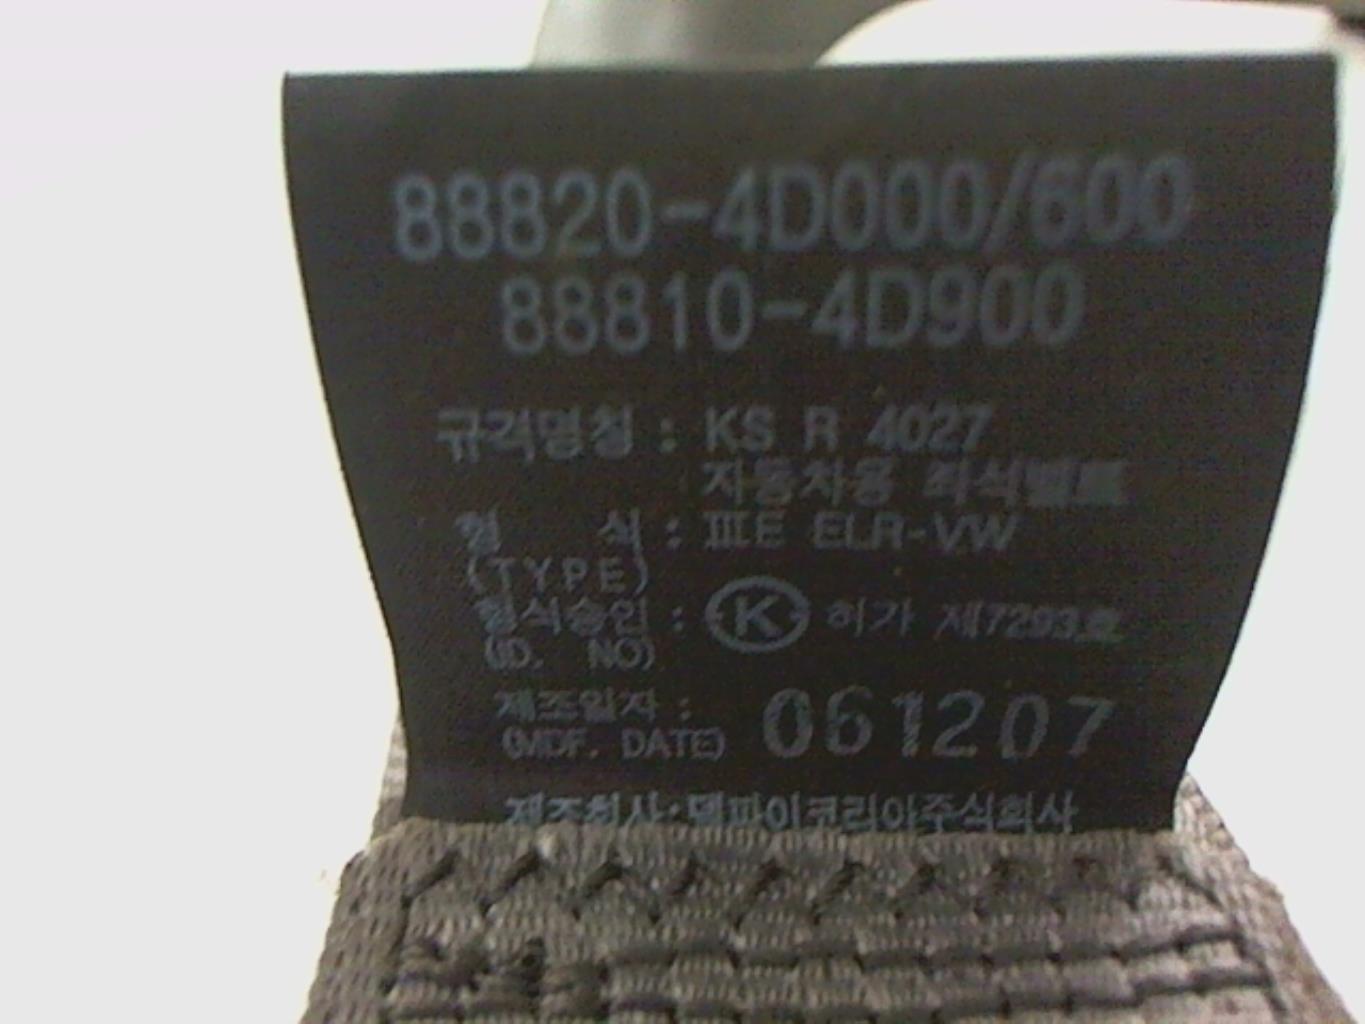 88820-4D000/600
88810-4D900
규격명칭 : KS R 4027
자동차용 좌석벨트
형 식 : ⅢE ELR-VW
(TYPE)
형식승인 : K 허가 제7293호
(ID. NO)
제조일자 : 061207
(MDF. DATE)
제조회사:델파이코리아주식회사